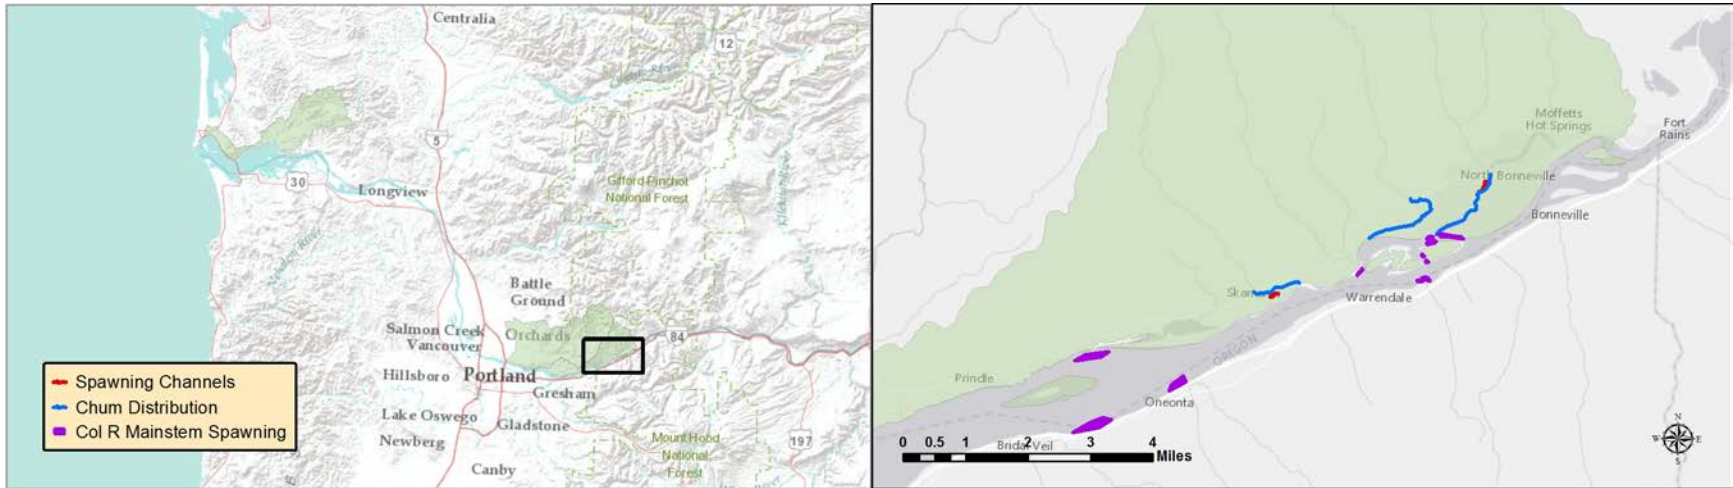 Centralia
12
5
30
Longview
Gifford Pinchot
National Forest
Battle
Ground
Salmon Creek
Orchards
Vancouver
84
Hillsboro
Portland
Gresham
Lake Oswego
Gladstone
Newberg
Mount Hood
National
Forest
197
Canby
Spawning Channels
Chum Distribution
Col R Mainstem Spawning
Moffetts
Hot Springs
Fort
Rains
North Bonneville
Bonneville
Warrendale
OREGON
Prindle
Oneonta
Bridal Veil
0 0.5 1 2 3 4
Miles
N
W E
S